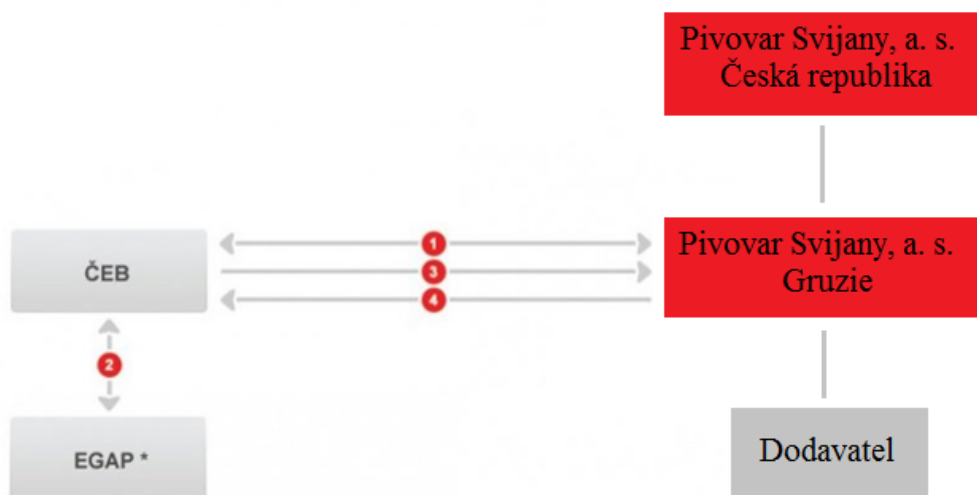 Pivovar Svijany, a. s.
Česká republika
1
ČEB
3
Pivovar Svijany, a. s.
Gruzie
4
2
EGAP *
Dodavatel